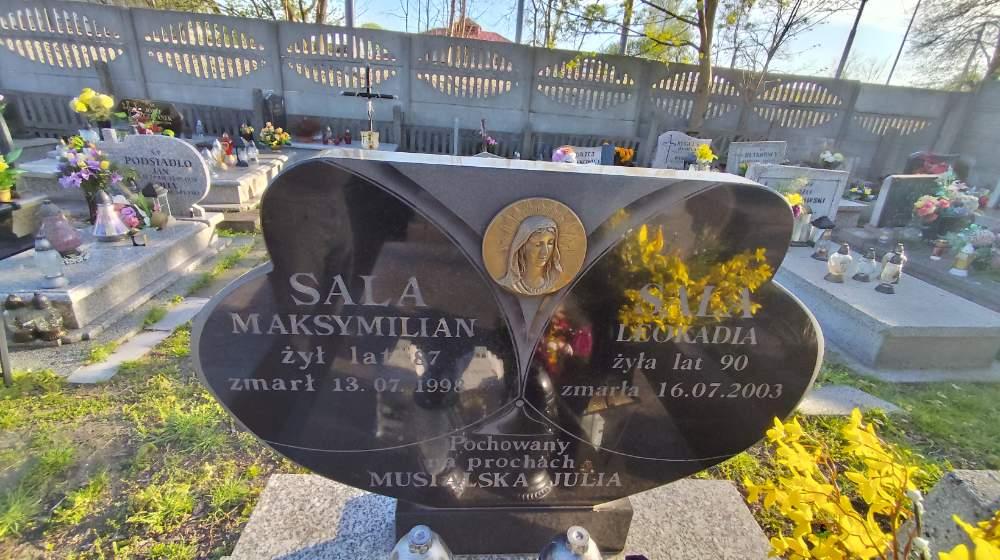 SALA
MAKSYMILIAN
żył lat 87
zmarł 13.07.1998
SALA
LEOKADIA
żyła lat 90
zmarła 16.07.2003
Pochowany
na prochach
MUSIALSKA JULIA
PODSIADŁO
JAN